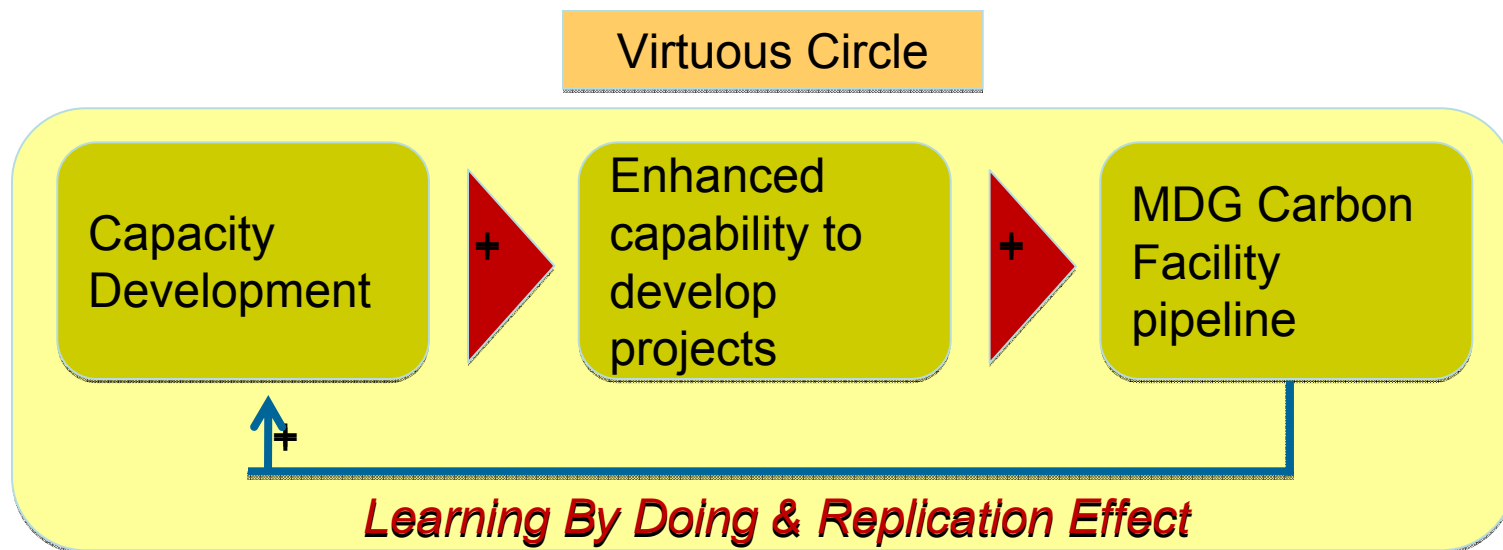 Virtuous Circle
Capacity
Development
+
Enhanced
capability to
develop
projects
+
MDG Carbon
Facility
pipeline
+
Learning By Doing & Replication Effect